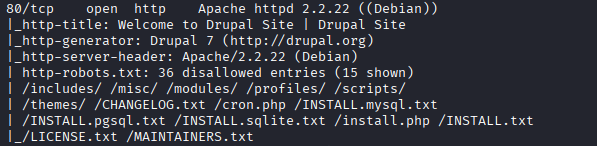 80/tcp    open  http    Apache httpd 2.2.22 ((Debian))
|_http-title: Welcome to Drupal Site | Drupal Site
|_http-generator: Drupal 7 (http://drupal.org)
|_http-server-header: Apache/2.2.22 (Debian)
| http-robots.txt: 36 disallowed entries (15 shown)
| /includes/ /misc/ /modules/ /profiles/ /scripts/
| /themes/ /CHANGELOG.txt /cron.php /INSTALL.mysql.txt
| /INSTALL.pgsql.txt /INSTALL.sqlite.txt /install.php /INSTALL.txt
|_/LICENSE.txt /MAINTAINERS.txt